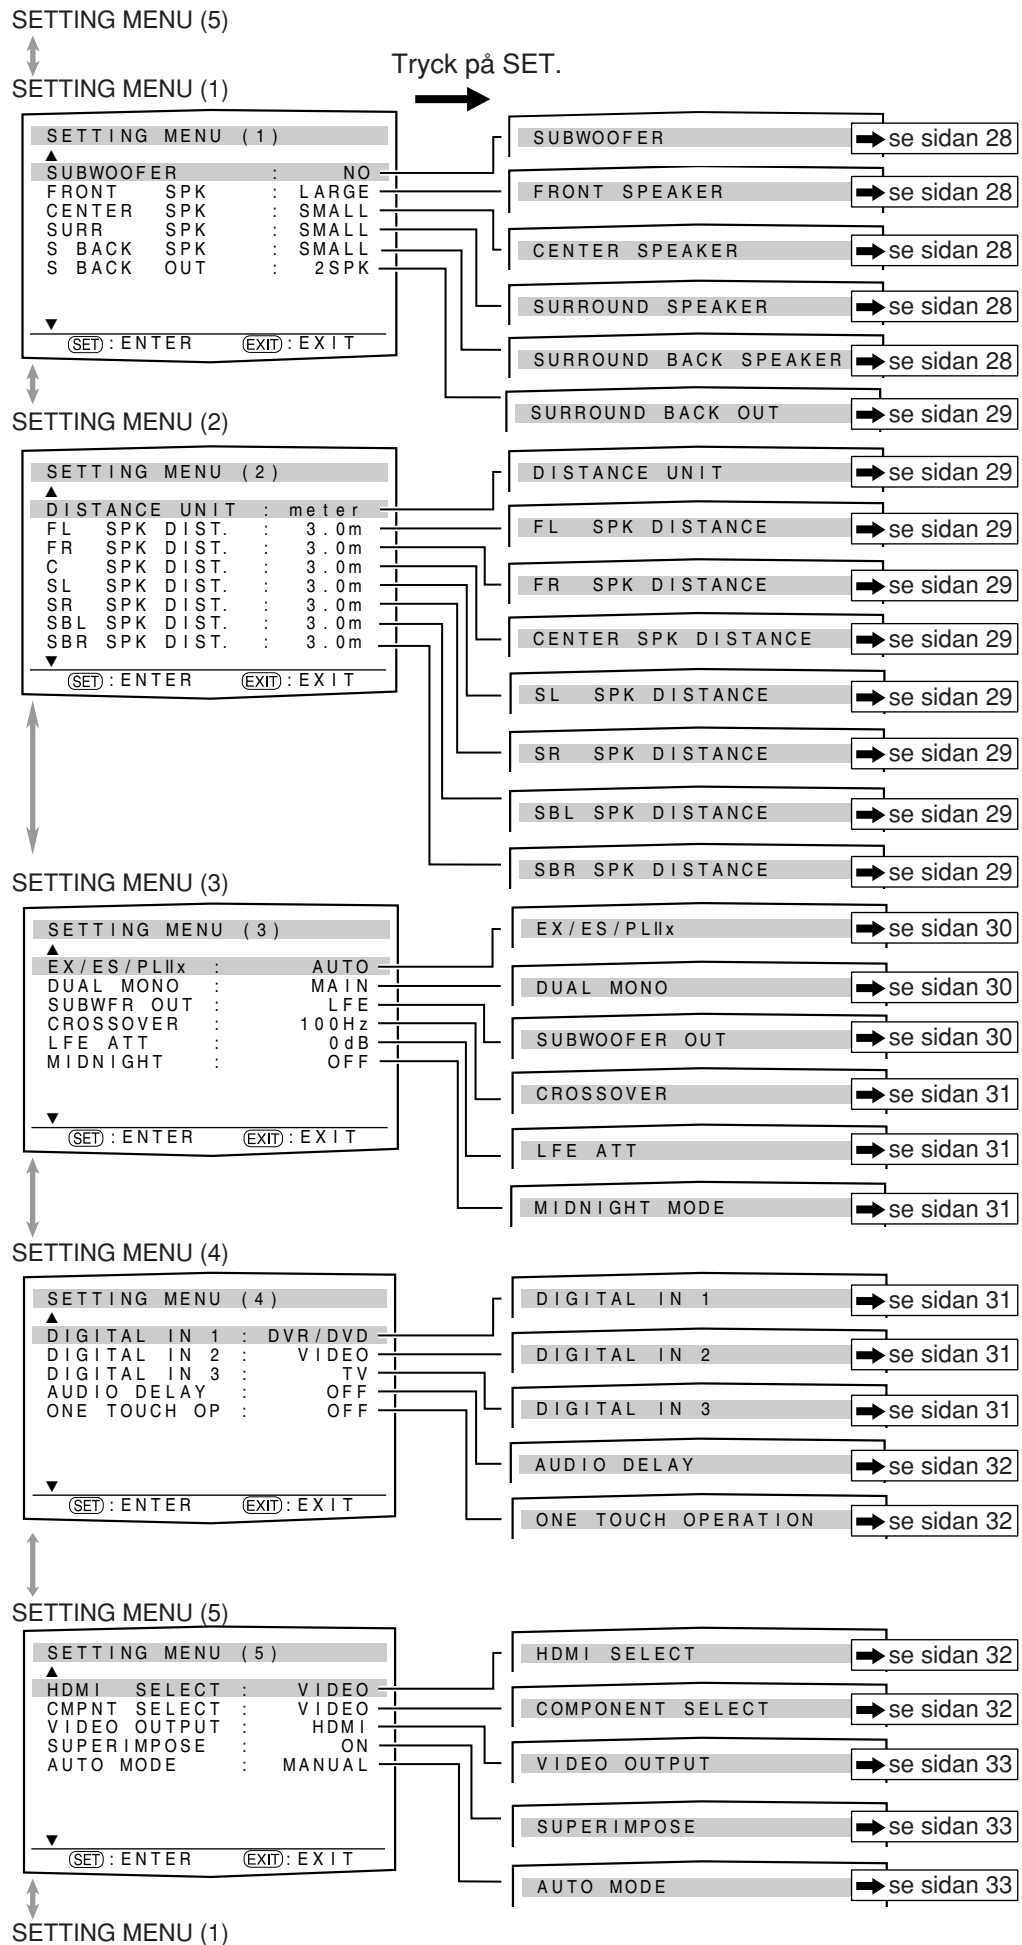 SETTING MENU (5)
Tryck på SET.
SETTING MENU (1)
SETTING MENU (1)
▲
SUBWOOFER : NO
FRONT SPK : LARGE
CENTER SPK : SMALL
SURR SPK : SMALL
S BACK SPK : SMALL
S BACK OUT : 2SPK
▼
SET : ENTER EXIT : EXIT
SUBWOOFER ➡ se sidan 28
FRONT SPEAKER ➡ se sidan 28
CENTER SPEAKER ➡ se sidan 28
SURROUND SPEAKER ➡ se sidan 28
SURROUND BACK SPEAKER ➡ se sidan 28
SURROUND BACK OUT ➡ se sidan 29
SETTING MENU (2)
SETTING MENU (2)
▲
DISTANCE UNIT : meter
FL SPK DIST. : 3.0m
FR SPK DIST. : 3.0m
C SPK DIST. : 3.0m
SL SPK DIST. : 3.0m
SR SPK DIST. : 3.0m
SBL SPK DIST. : 3.0m
SBR SPK DIST. : 3.0m
▼
SET : ENTER EXIT : EXIT
DISTANCE UNIT ➡ se sidan 29
FL SPK DISTANCE ➡ se sidan 29
FR SPK DISTANCE ➡ se sidan 29
CENTER SPK DISTANCE ➡ se sidan 29
SL SPK DISTANCE ➡ se sidan 29
SR SPK DISTANCE ➡ se sidan 29
SBL SPK DISTANCE ➡ se sidan 29
SBR SPK DISTANCE ➡ se sidan 29
SETTING MENU (3)
SETTING MENU (3)
▲
EX/ES/PLIIx : AUTO
DUAL MONO : MAIN
SUBWFR OUT : LFE
CROSSOVER : 100Hz
LFE ATT : 0dB
MIDNIGHT : OFF
▼
SET : ENTER EXIT : EXIT
EX/ES/PLIIx ➡ se sidan 30
DUAL MONO ➡ se sidan 30
SUBWOOFER OUT ➡ se sidan 30
CROSSOVER ➡ se sidan 31
LFE ATT ➡ se sidan 31
MIDNIGHT MODE ➡ se sidan 31
SETTING MENU (4)
SETTING MENU (4)
▲
DIGITAL IN 1 : DVR/DVD
DIGITAL IN 2 : VIDEO
DIGITAL IN 3 : TV
AUDIO DELAY : OFF
ONE TOUCH OP : OFF
▼
SET : ENTER EXIT : EXIT
DIGITAL IN 1 ➡ se sidan 31
DIGITAL IN 2 ➡ se sidan 31
DIGITAL IN 3 ➡ se sidan 31
AUDIO DELAY ➡ se sidan 32
ONE TOUCH OPERATION ➡ se sidan 32
SETTING MENU (5)
SETTING MENU (5)
▲
HDMI SELECT : VIDEO
CMPNT SELECT : VIDEO
VIDEO OUTPUT : HDMI
SUPERIMPOSE : ON
AUTO MODE : MANUAL
▼
SET : ENTER EXIT : EXIT
HDMI SELECT ➡ se sidan 32
COMPONENT SELECT ➡ se sidan 32
VIDEO OUTPUT ➡ se sidan 33
SUPERIMPOSE ➡ se sidan 33
AUTO MODE ➡ se sidan 33
SETTING MENU (1)